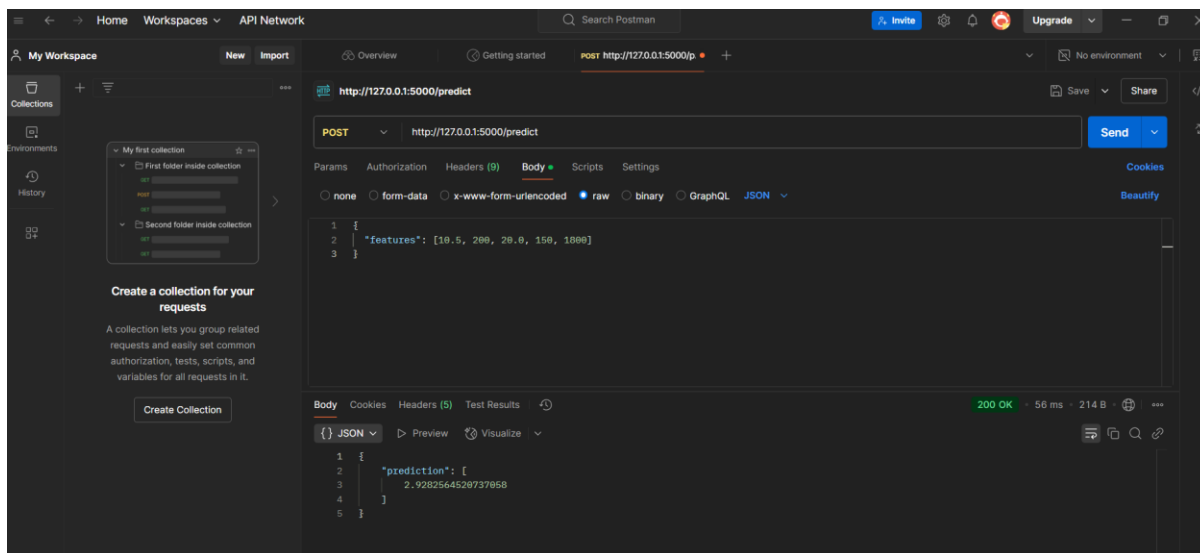 Home Workspaces API Network Search Postman Invite Upgrade
My Workspace New Import Overview Getting started POST http://127.0.0.1:5000/p. No environment
Collections
Environments
History
http://127.0.0.1:5000/predict Save Share
POST http://127.0.0.1:5000/predict Send
Params Authorization Headers (9) Body Scripts Settings Cookies
none form-data x-www-form-urlencoded raw binary GraphQL JSON Beautify
1 {
2 "features": [10.5, 200, 20.0, 150, 1800]
3 }
My first collection
First folder inside collection
GET
POST
GET
Second folder inside collection
GET
GET
Create a collection for your
requests
A collection lets you group related
requests and easily set common
authorization, tests, scripts, and
variables for all requests in it.
Create Collection
Body Cookies Headers (5) Test Results 200 OK 56 ms 214 B
{} JSON Preview Visualize
1 {
2 "prediction": [
3 2.9282564520737058
4 ]
5 }